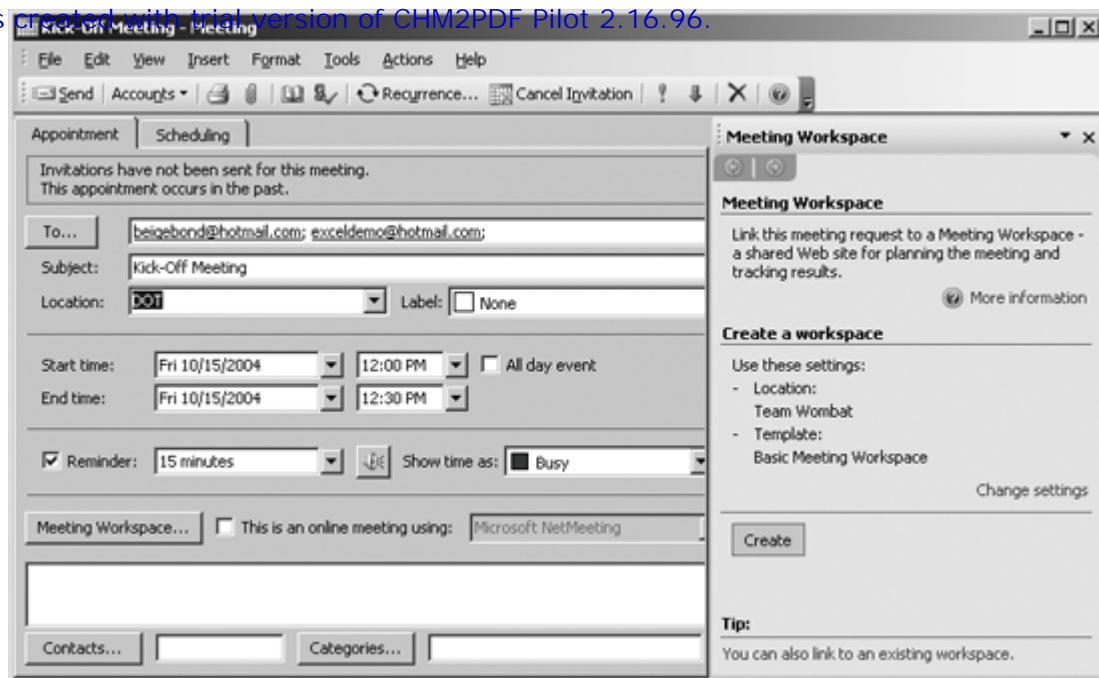 s created with trial version of CHM2PDF Pilot 2.16.96.
Kick-Off Meeting - Meeting
File Edit View Insert Format Tools Actions Help
Send Accounts Recurrence... Cancel Invitation
Appointment Scheduling
Invitations have not been sent for this meeting.
This appointment occurs in the past.
To... beigebond@hotmail.com; exceldemo@hotmail.com;
Subject: Kick-Off Meeting
Location: DOT Label: None
Start time: Fri 10/15/2004 12:00 PM All day event
End time: Fri 10/15/2004 12:30 PM
Reminder: 15 minutes Show time as: Busy
Meeting Workspace... This is an online meeting using: Microsoft NetMeeting
Contacts... Categories...
Meeting Workspace
Meeting Workspace
Link this meeting request to a Meeting Workspace -
a shared Web site for planning the meeting and
tracking results.
More information
Create a workspace
Use these settings:
- Location:
Team Wombat
- Template:
Basic Meeting Workspace
Change settings
Create
Tip:
You can also link to an existing workspace.